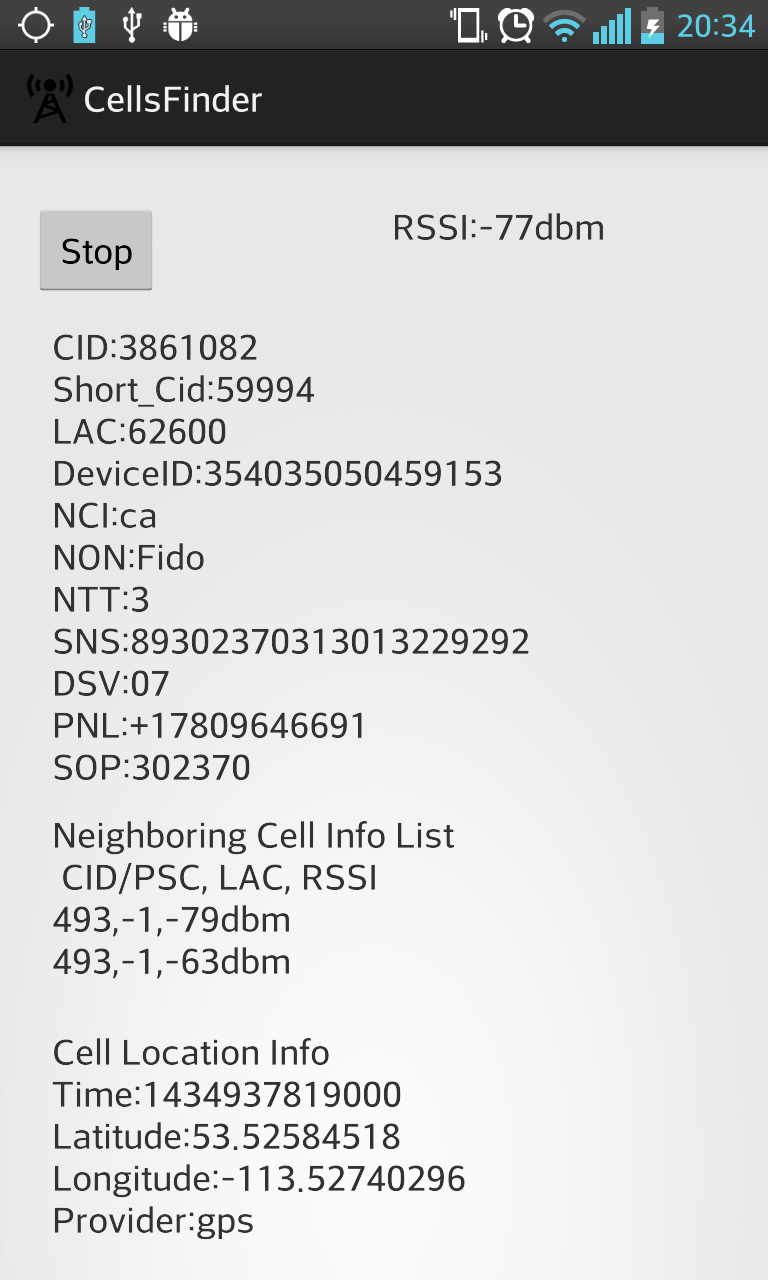 20:34
CellsFinder
Stop
RSSI:-77dbm
CID:3861082
Short_Cid:59994
LAC:62600
DeviceID:354035050459153
NCI:ca
NON:Fido
NTT:3
SNS:89302370313013229292
DSV:07
PNL:+17809646691
SOP:302370
Neighboring Cell Info List
CID/PSC, LAC, RSSI
493,-1,-79dbm
493,-1,-63dbm
Cell Location Info
Time:1434937819000
Latitude:53.52584518
Longitude:-113.52740296
Provider:gps